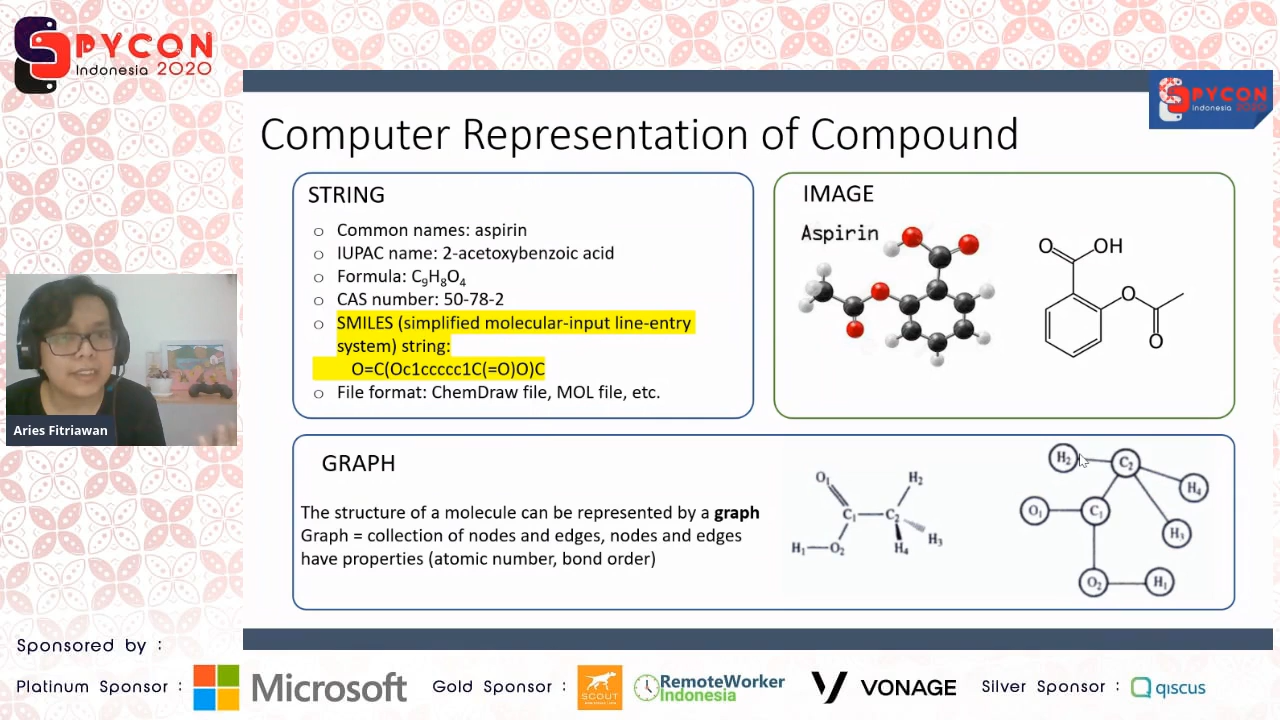 PYCON
Indonesia 2020
PYCON
Indonesia 2020
Computer Representation of Compound
STRING
o Common names: aspirin
o IUPAC name: 2-acetoxybenzoic acid
o Formula: C₉H₈O₄
o CAS number: 50-78-2
o SMILES (simplified molecular-input line-entry
system) string:
O=C(Oc1ccccc1C(=O)O)C
o File format: ChemDraw file, MOL file, etc.
IMAGE
Aspirin
O OH
O
O
Aries Fitriawan
GRAPH
The structure of a molecule can be represented by a graph
Graph = collection of nodes and edges, nodes and edges
have properties (atomic number, bond order)
O₁ H₂
C₁ C₂
H₁ O₂ H₄ H₃
H₂ C₂
H₄
O₁ C₁
H₃
O₂ H₁
Sponsored by :
Platinum Sponsor : Microsoft Gold Sponsor : SCOUT RemoteWorker Indonesia VONAGE Silver Sponsor : qiscus